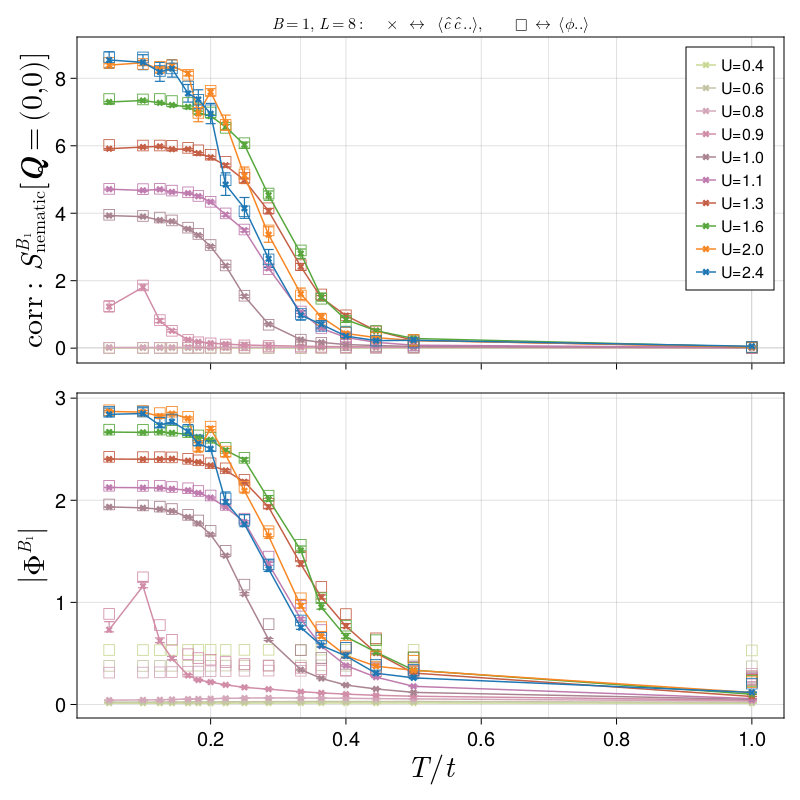 B = 1, L = 8 : × ↔ ⟨ĉ ĉ ..⟩, □ ↔ ⟨ϕ..⟩
corr : S^{B₁}_{nematic}[Q = (0,0)]
8
6
4
2
0
U=0.4
U=0.6
U=0.8
U=0.9
U=1.0
U=1.1
U=1.3
U=1.6
U=2.0
U=2.4
|Φ^{B₁}|
3
2
1
0
0.2 0.4 0.6 0.8 1.0
T/t